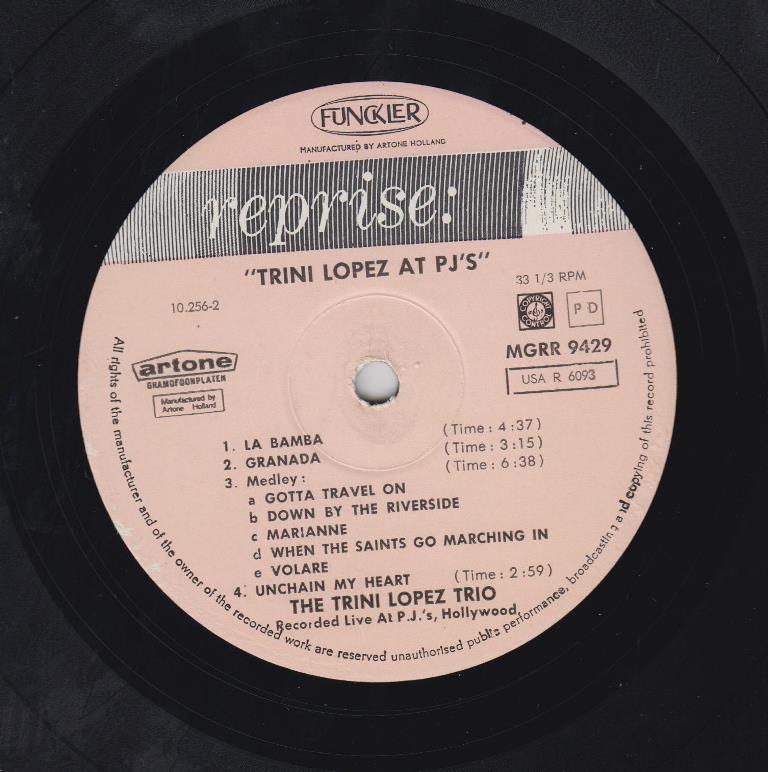 FUNCKLER
MANUFACTURED BY ARTONE HOLLAND
reprise:
"TRINI LOPEZ AT PJ'S"
33 1/3 RPM
10.256-2
COPYRIGHT CONTROL
P D
MGRR 9429
USA R 6093
artone
GRAMOFOONPLATEN
Manufactured by
Artone Holland
1. LA BAMBA (Time: 4:37)
2. GRANADA (Time: 3:15)
3. Medley: (Time: 6:38)
a GOTTA TRAVEL ON
b DOWN BY THE RIVERSIDE
c MARIANNE
d WHEN THE SAINTS GO MARCHING IN
e VOLARE
4. UNCHAIN MY HEART (Time: 2:59)
THE TRINI LOPEZ TRIO
Recorded Live At P.J.'s, Hollywood
All rights of the manufacturer and of the owner of the recorded work are reserved unauthorised public performance, broadcasting and copying of this record prohibited